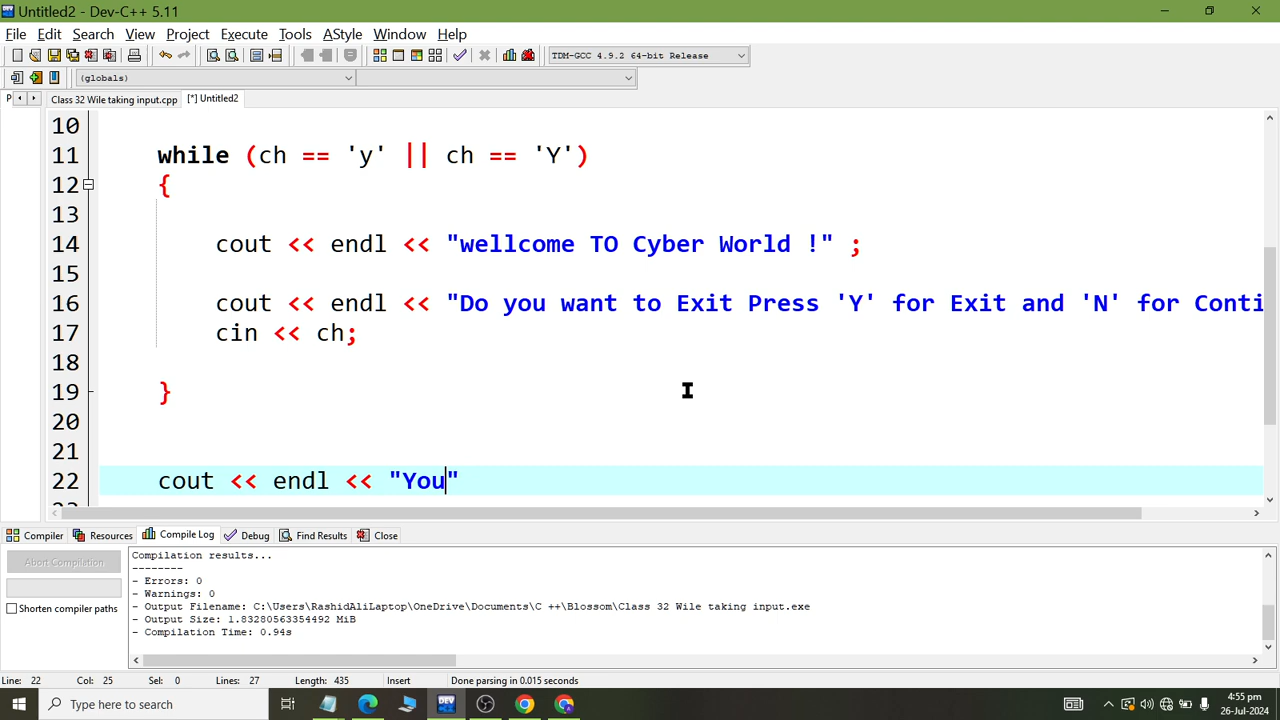 Untitled2 - Dev-C++ 5.11
File Edit Search View Project Execute Tools AStyle Window Help
TDM-GCC 4.9.2 64-bit Release
(globals)
P Class 32 Wile taking input.cpp [*] Untitled2
10
11 while (ch == 'y' || ch == 'Y')
12 {
13
14 cout << endl << "wellcome TO Cyber World !" ;
15
16 cout << endl << "Do you want to Exit Press 'Y' for Exit and 'N' for Conti
17 cin << ch;
18
19 }
20
21
22 cout << endl << "You"
Compiler Resources Compile Log Debug Find Results Close
Abort Compilation
Shorten compiler paths
Compilation results...
--------
- Errors: 0
- Warnings: 0
- Output Filename: C:\Users\RashidAliLaptop\OneDrive\Documents\C ++\Blossom\Class 32 Wile taking input.exe
- Output Size: 1.83280563354492 MiB
- Compilation Time: 0.94s
Line: 22 Col: 25 Sel: 0 Lines: 27 Length: 435 Insert Done parsing in 0.015 seconds
Type here to search
DEV
4:55 pm
26-Jul-2024